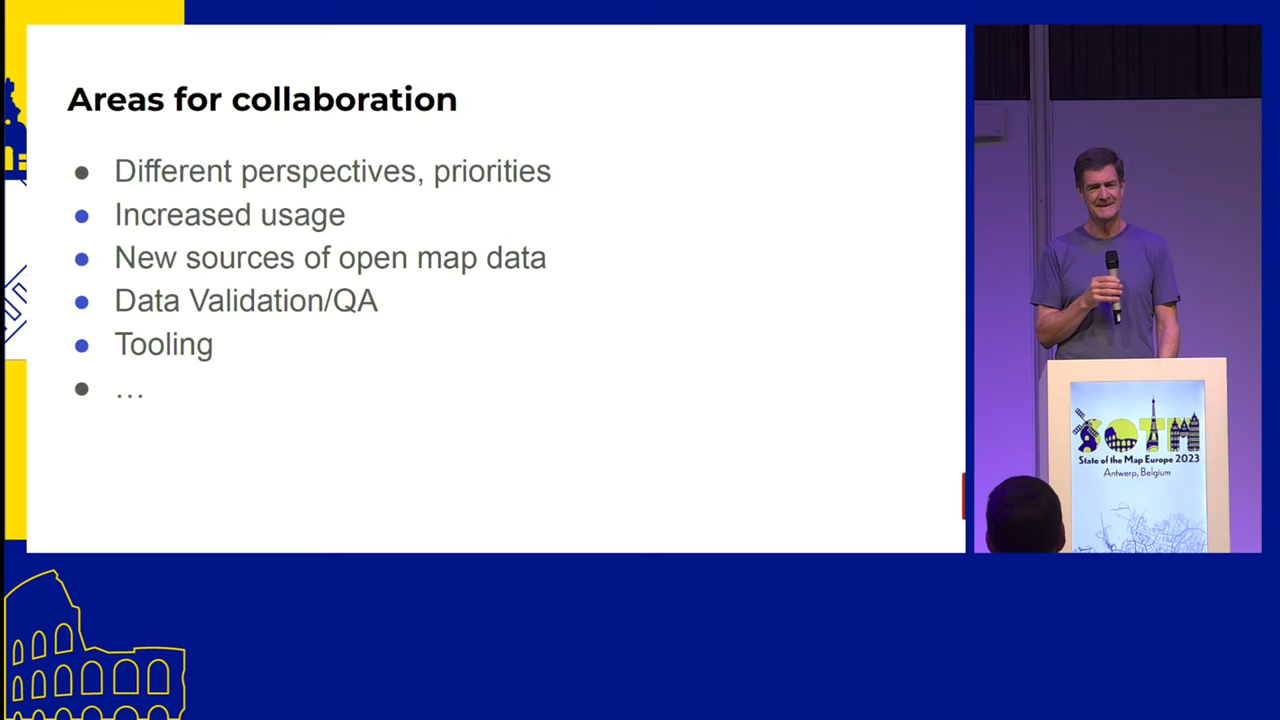 Areas for collaboration
● Different perspectives, priorities
● Increased usage
● New sources of open map data
● Data Validation/QA
● Tooling
● …
SOTM
State of the Map Europe 2023
Antwerp, Belgium